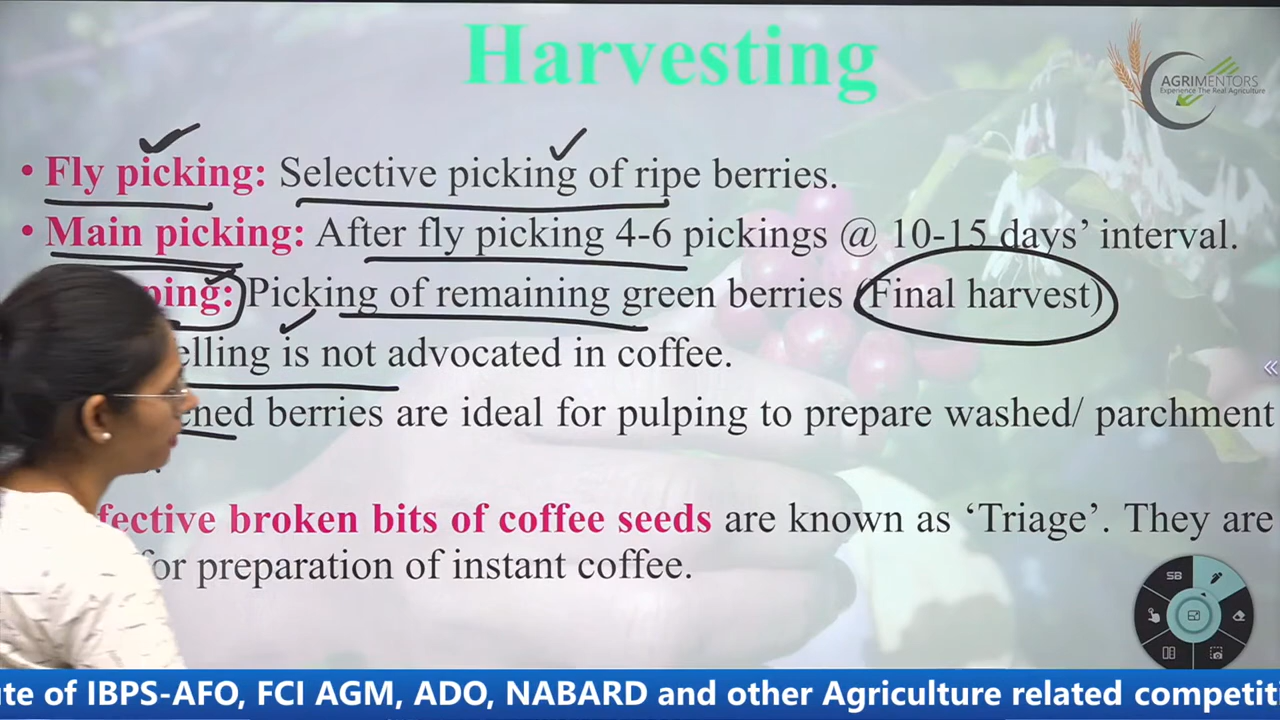 Harvesting
AGRIMENTORS
Experience The Real Agriculture
• Fly picking: Selective picking of ripe berries.
• Main picking: After fly picking 4-6 pickings @ 10-15 days’ interval.
ping: Picking of remaining green berries (Final harvest)
elling is not advocated in coffee.
ened berries are ideal for pulping to prepare washed/ parchment
fective broken bits of coffee seeds are known as ‘Triage’. They are
or preparation of instant coffee.
SB
ute of IBPS-AFO, FCI AGM, ADO, NABARD and other Agriculture related competiti